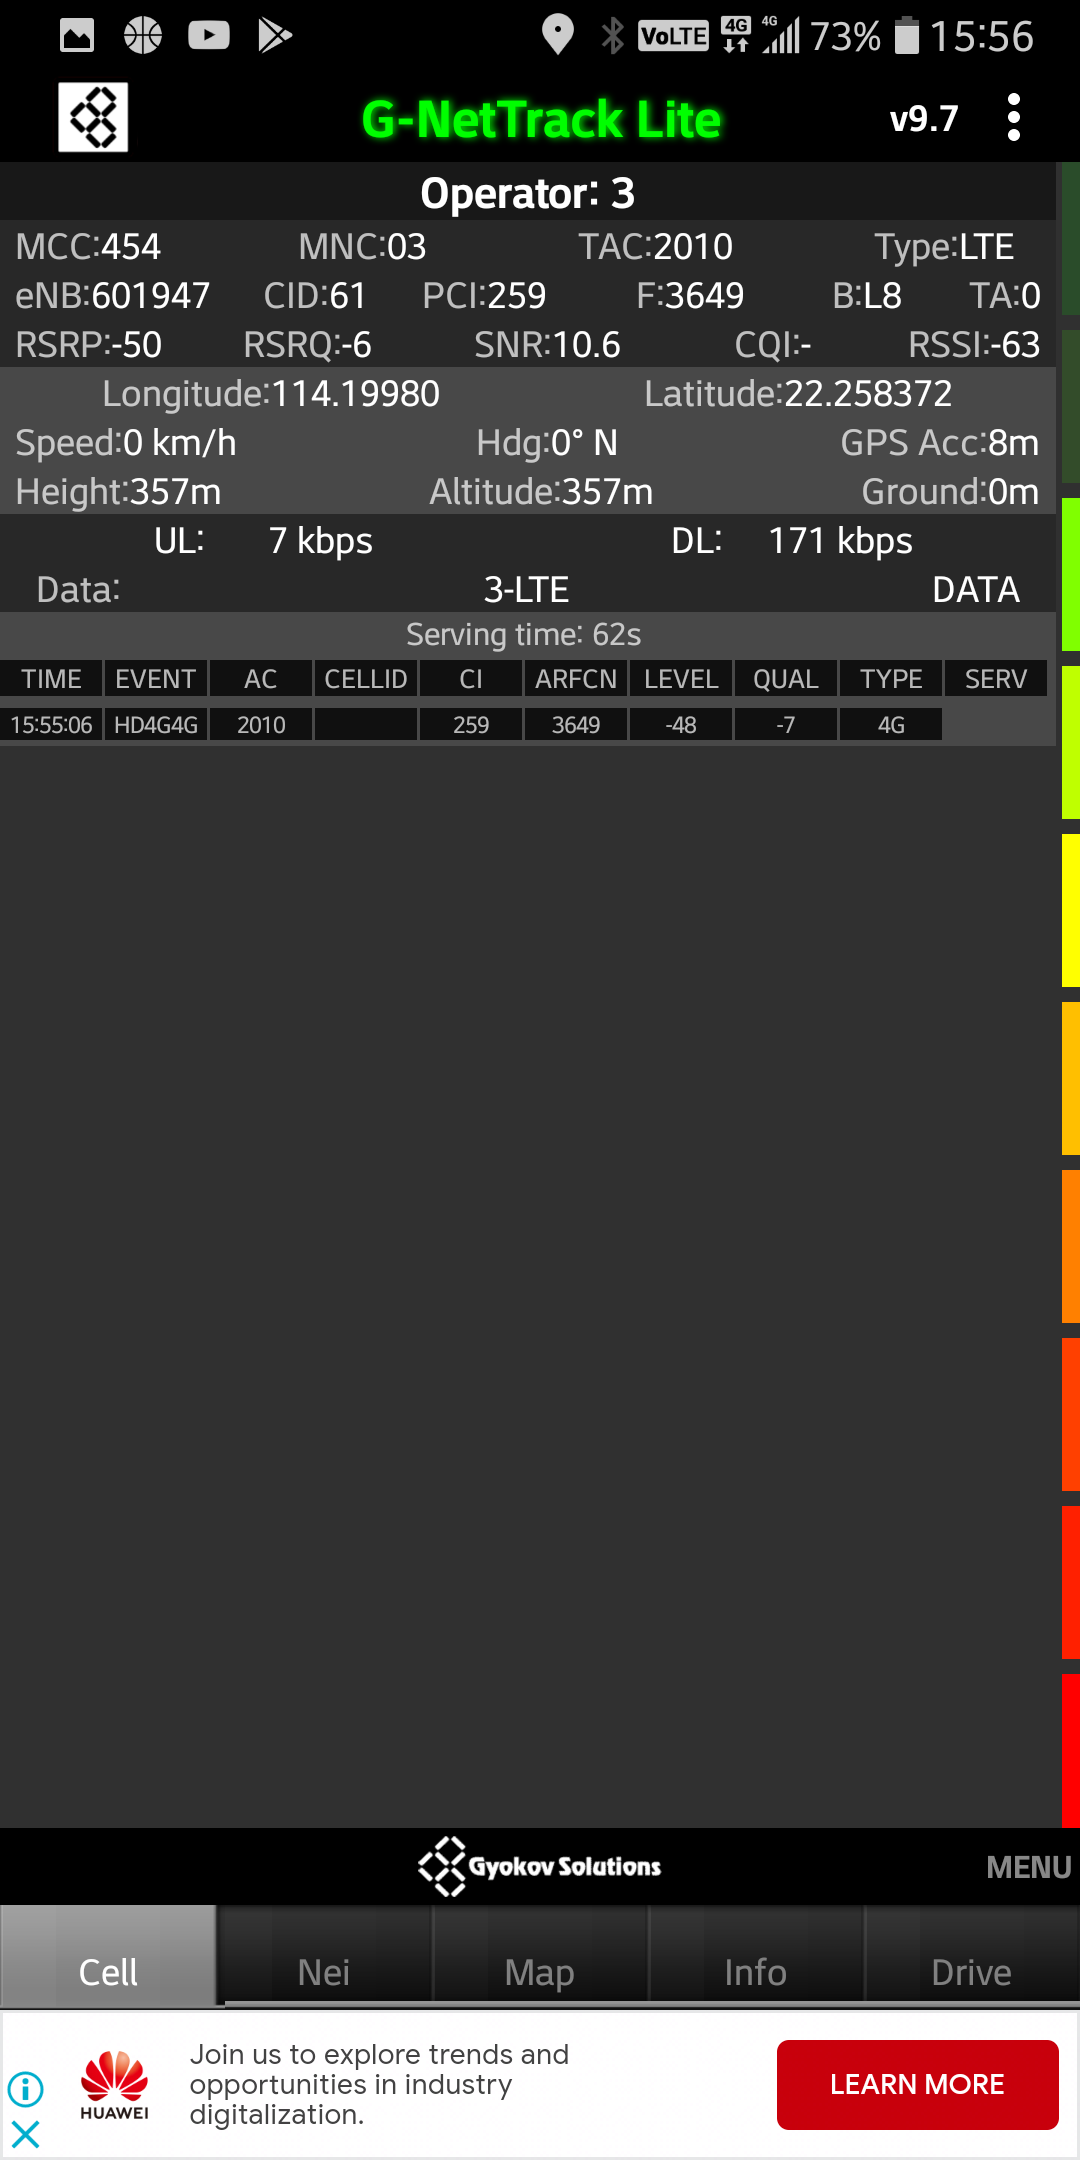 VoLTE 4G 4G 73% 15:56
G-NetTrack Lite v9.7
Operator: 3
MCC:454 MNC:03 TAC:2010 Type:LTE
eNB:601947 CID:61 PCI:259 F:3649 B:L8 TA:0
RSRP:-50 RSRQ:-6 SNR:10.6 CQI:- RSSI:-63
Longitude:114.19980 Latitude:22.258372
Speed:0 km/h Hdg:0° N GPS Acc:8m
Height:357m Altitude:357m Ground:0m
UL: 7 kbps DL: 171 kbps
Data: 3-LTE DATA
Serving time: 62s
TIME EVENT AC CELLID CI ARFCN LEVEL QUAL TYPE SERV
15:55:06 HD4G4G 2010 259 3649 -48 -7 4G
Gyokov Solutions MENU
Cell Nei Map Info Drive
Join us to explore trends and
opportunities in industry
digitalization.
HUAWEI
LEARN MORE